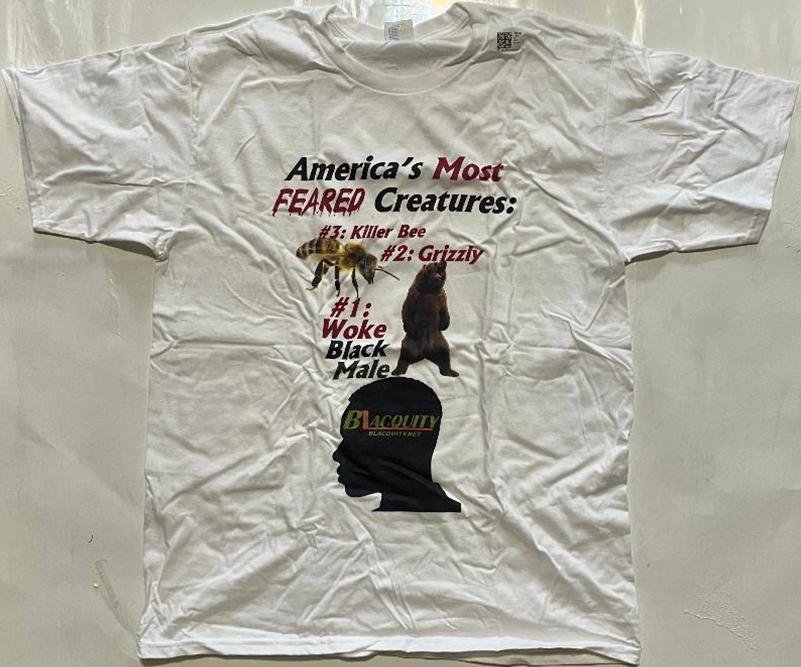 America's Most
FEARED Creatures:
#3: Killer Bee
#2: Grizzly
#1:
Woke
Black
Male
BLACQUITY
BLACQUITY.NET